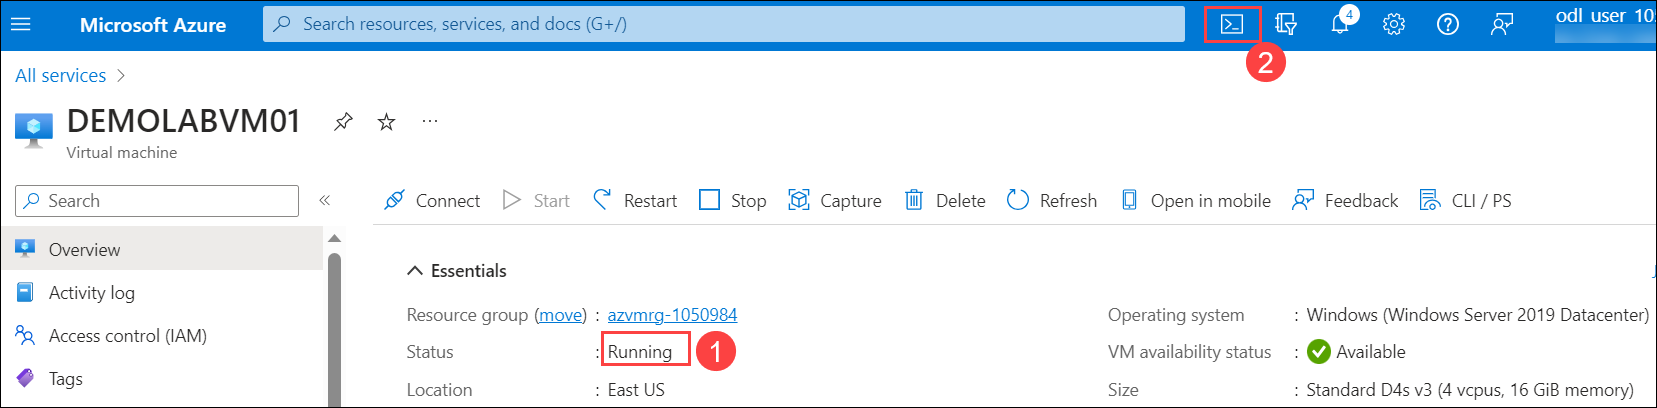 Microsoft Azure Search resources, services, and docs (G+/) 4 odl_user_105
2
All services >
DEMOLABVM01 ...
Virtual machine
Search « Connect Start Restart Stop Capture Delete Refresh Open in mobile Feedback CLI / PS
Overview
Essentials
Activity log
Resource group (move) : azvmrg-1050984 Operating system : Windows (Windows Server 2019 Datacenter)
Access control (IAM)
Status : Running 1 VM availability status : Available
Tags
Location : East US Size : Standard D4s v3 (4 vcpus, 16 GiB memory)